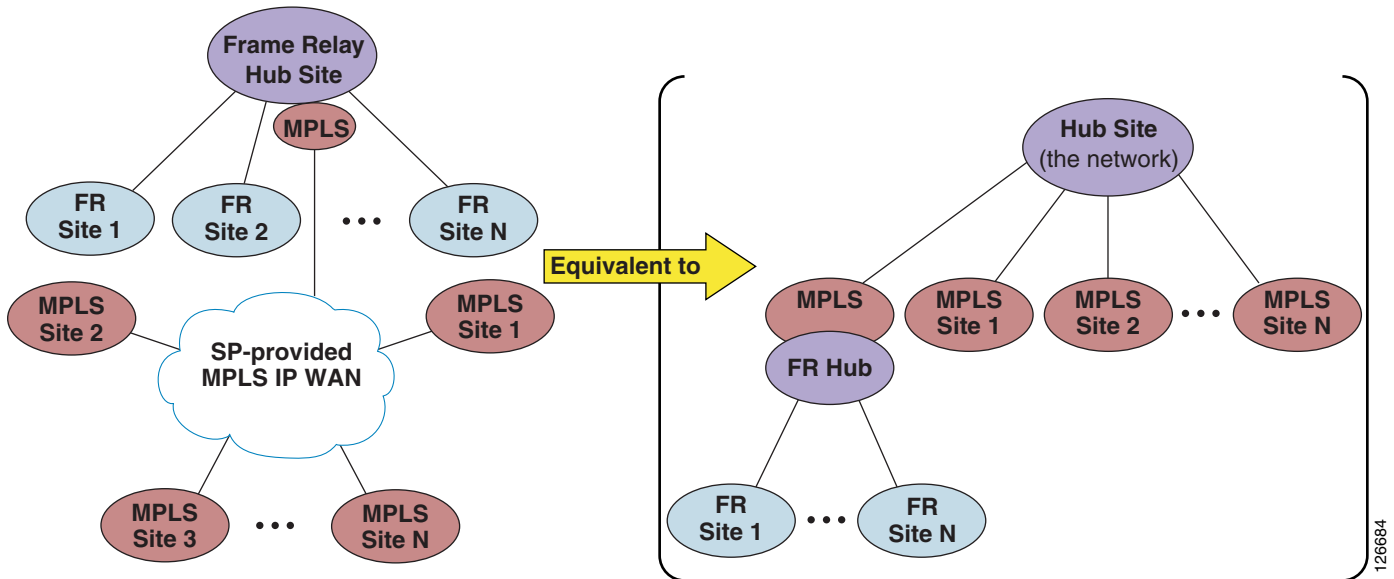 Frame Relay
Hub Site
MPLS
FR
Site 1
FR
Site 2
•••
FR
Site N
MPLS
Site 2
MPLS
Site 1
SP-provided
MPLS IP WAN
MPLS
Site 3
•••
MPLS
Site N
Equivalent to
Hub Site
(the network)
MPLS
FR Hub
MPLS
Site 1
MPLS
Site 2
•••
MPLS
Site N
FR
Site 1
•••
FR
Site N
126684